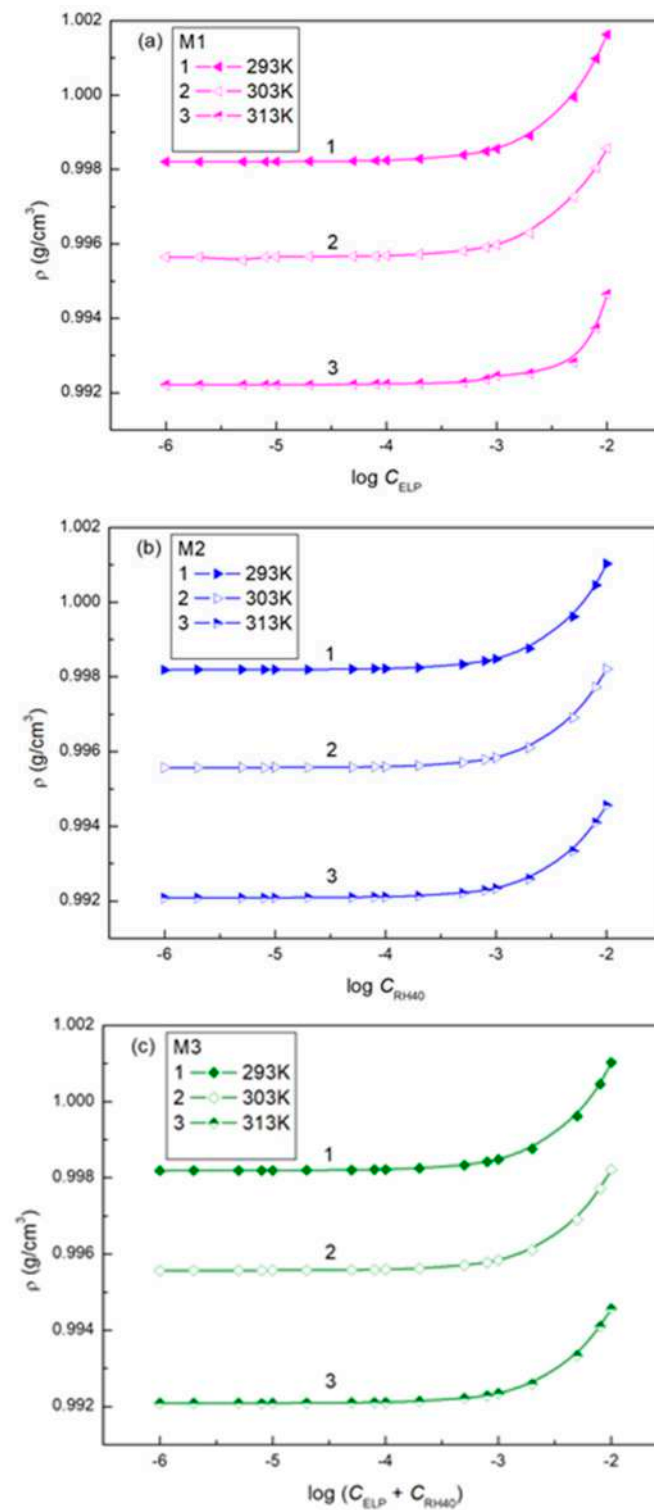 1.002
(a)
M1
1 293K
2 303K
3 313K
1.000
0.998
0.996
0.994
0.992
1
2
3
ρ (g/cm³)
-6 -5 -4 -3 -2
log C_ELP
1.002
(b)
M2
1 293K
2 303K
3 313K
1.000
0.998
0.996
0.994
0.992
1
2
3
ρ (g/cm³)
-6 -5 -4 -3 -2
log C_RH40
1.002
(c)
M3
1 293K
2 303K
3 313K
1.000
0.998
0.996
0.994
0.992
1
2
3
ρ (g/cm³)
-6 -5 -4 -3 -2
log (C_ELP + C_RH40)